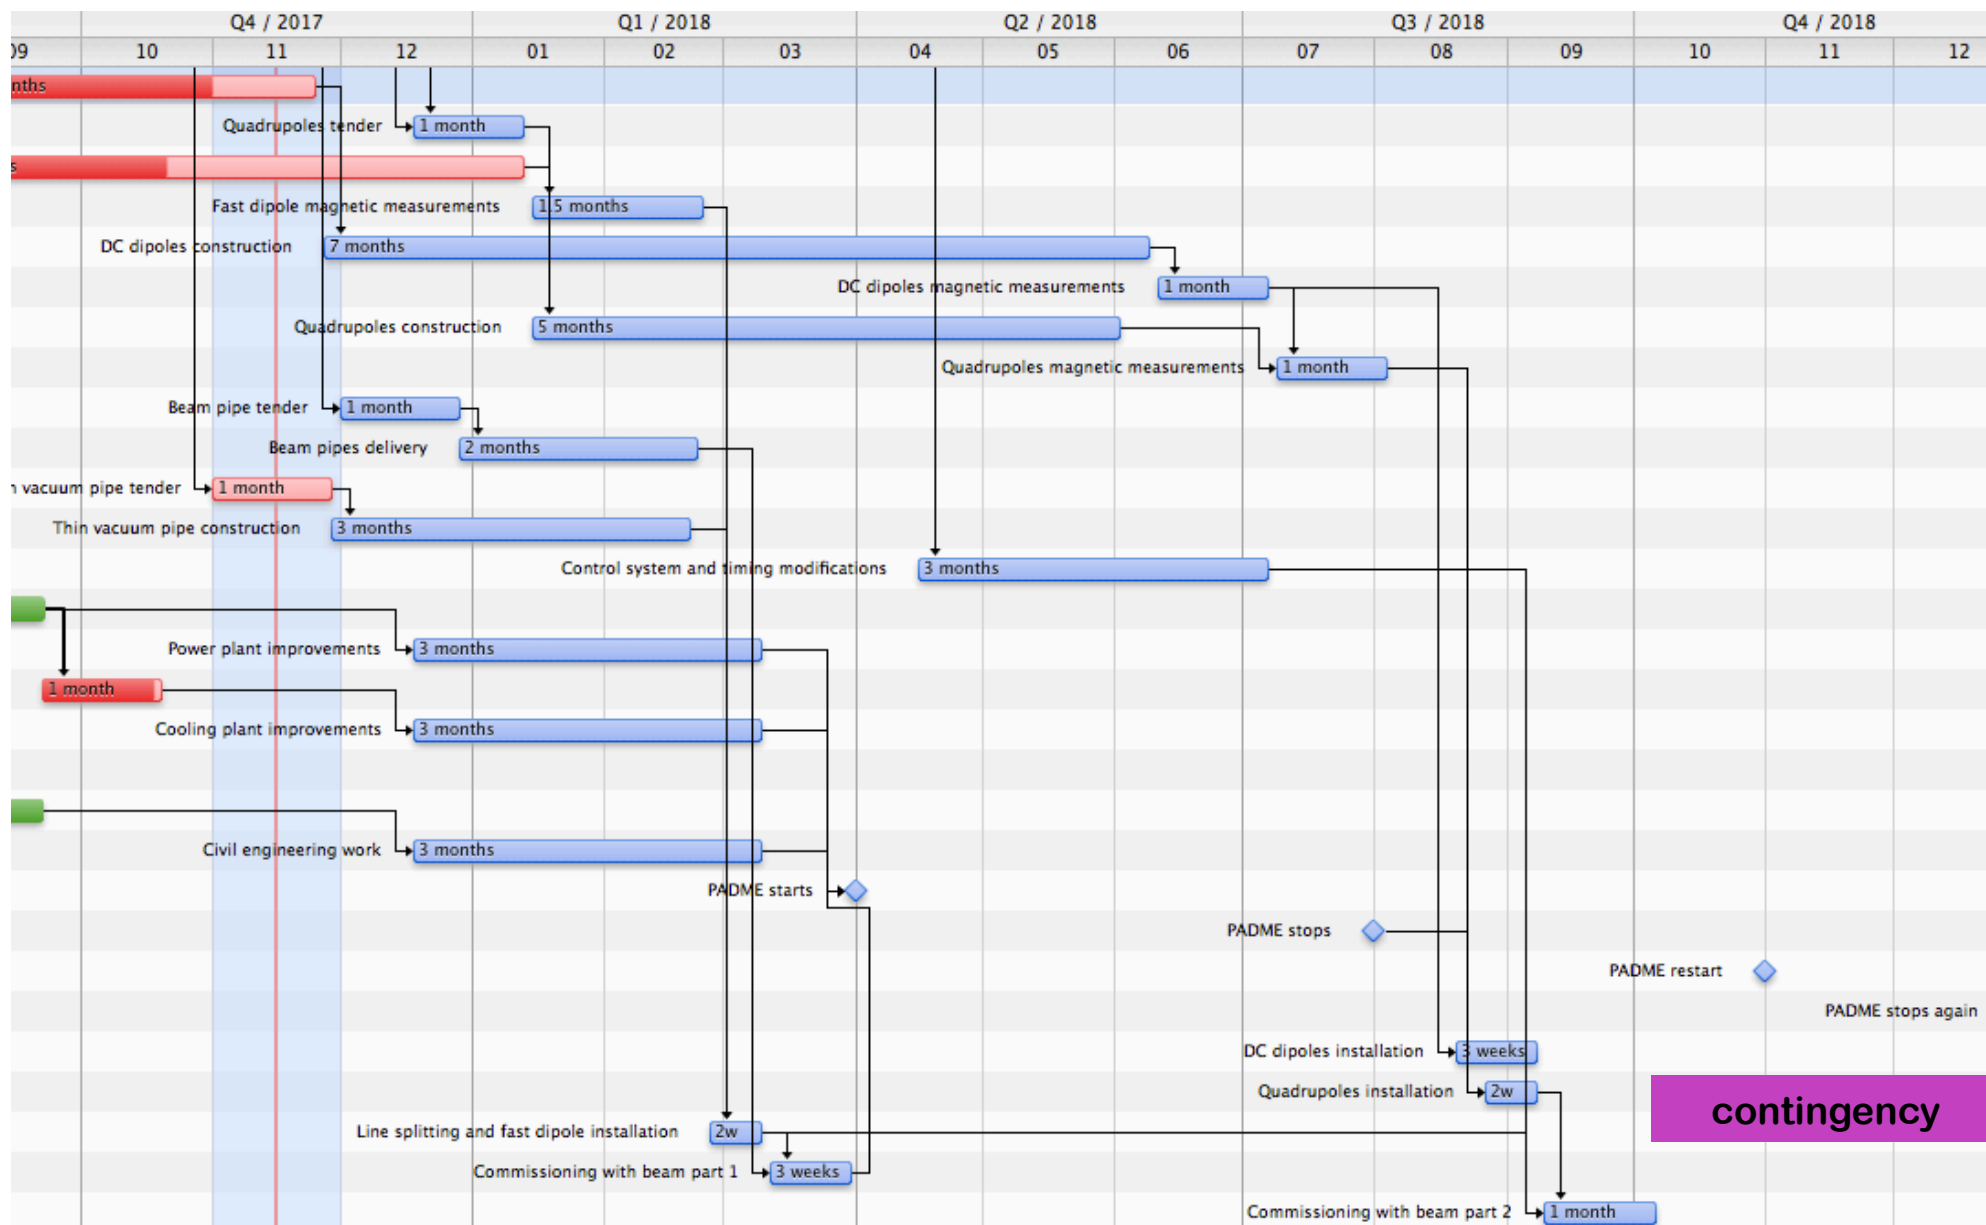 Q4 / 2017 Q1 / 2018 Q2 / 2018 Q3 / 2018 Q4 / 2018
09 10 11 12 01 02 03 04 05 06 07 08 09 10 11 12
nths
Quadrupoles tender 1 month
s
Fast dipole magnetic measurements 1.5 months
DC dipoles construction 7 months
DC dipoles magnetic measurements 1 month
Quadrupoles construction 5 months
Quadrupoles magnetic measurements 1 month
Beam pipe tender 1 month
Beam pipes delivery 2 months
n vacuum pipe tender 1 month
Thin vacuum pipe construction 3 months
Control system and timing modifications 3 months
Power plant improvements 3 months
1 month
Cooling plant improvements 3 months
Civil engineering work 3 months
PADME starts
PADME stops
PADME restart
PADME stops again
DC dipoles installation 3 weeks
Quadrupoles installation 2w
contingency
Line splitting and fast dipole installation 2w
Commissioning with beam part 1 3 weeks
Commissioning with beam part 2 1 month